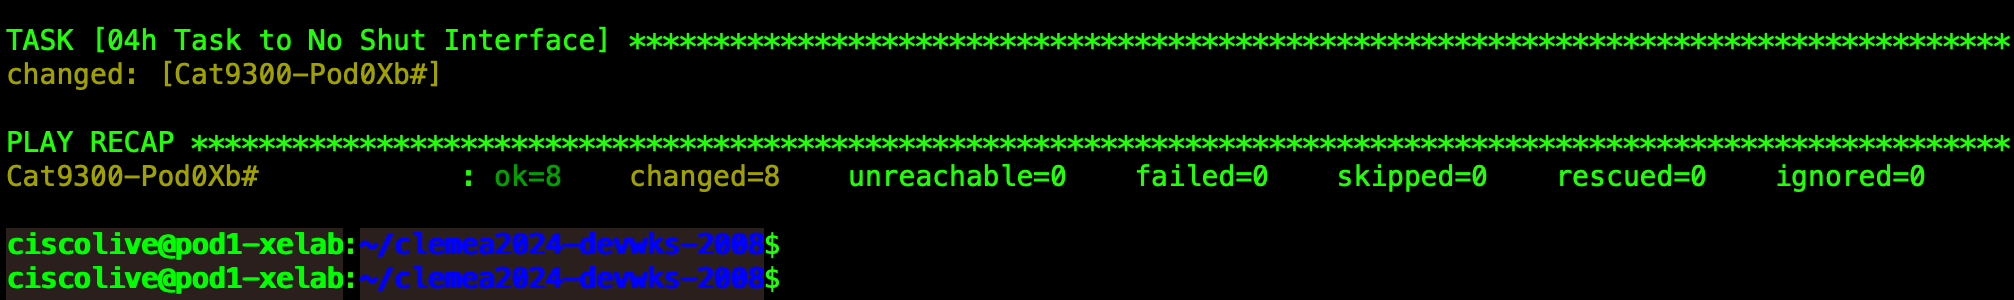 TASK [04h Task to No Shut Interface] **********************************************************************************
changed: [Cat9300-Pod0Xb#]
PLAY RECAP ************************************************************************************************************
Cat9300-Pod0Xb# : ok=8 changed=8 unreachable=0 failed=0 skipped=0 rescued=0 ignored=0
ciscolive@pod1-xelab:~/clemea2024-devwks-2008$
ciscolive@pod1-xelab:~/clemea2024-devwks-2008$